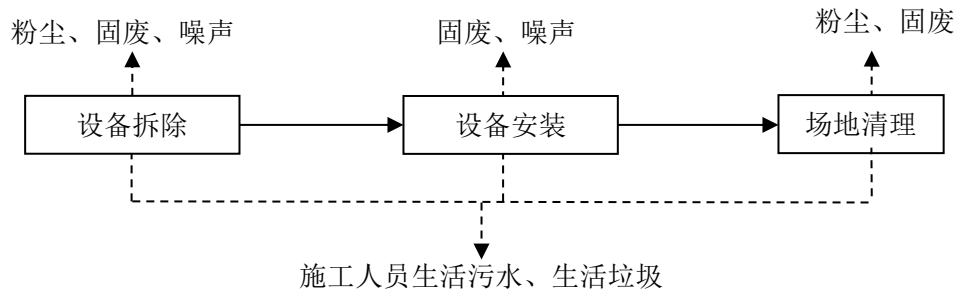 粉尘、固废、噪声
固废、噪声
粉尘、固废
设备拆除
设备安装
场地清理
施工人员生活污水、生活垃圾